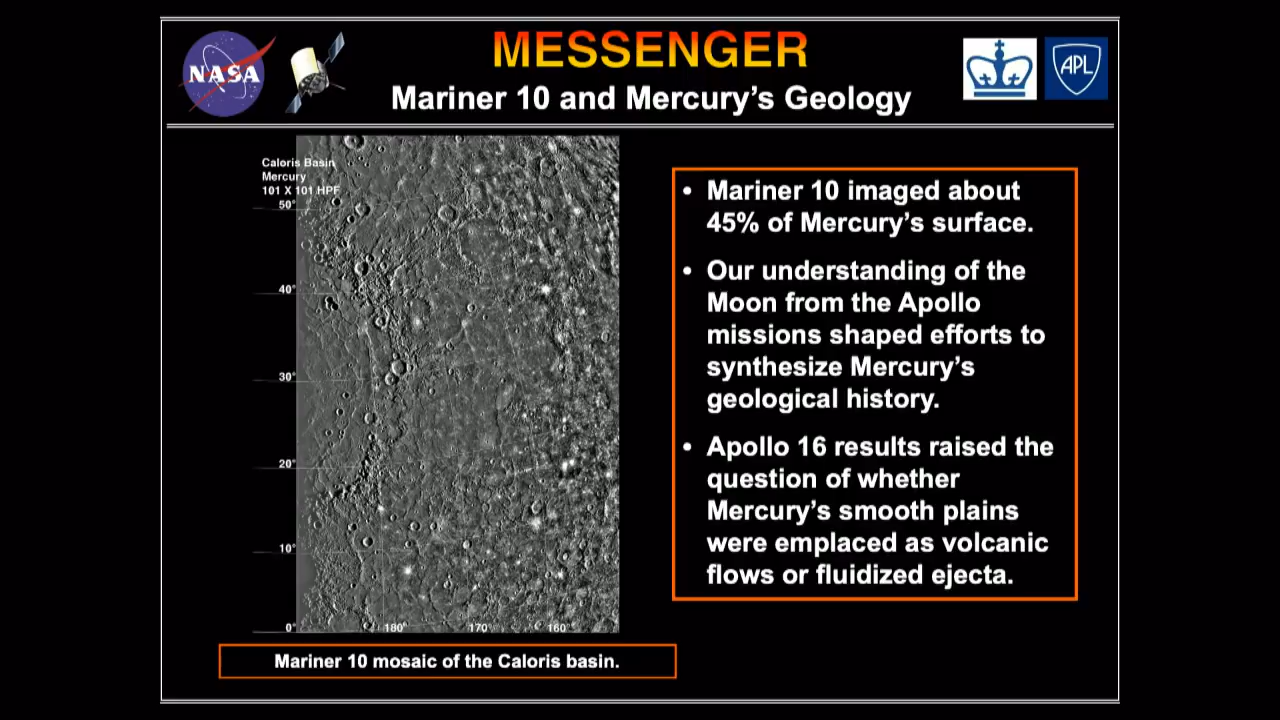 MESSENGER
NASA
Mariner 10 and Mercury's Geology
APL
Caloris Basin
Mercury
101 X 101 HPF
50°
40°
30°
20°
10°
0°
180°
170°
160°
• Mariner 10 imaged about
45% of Mercury's surface.
• Our understanding of the
Moon from the Apollo
missions shaped efforts to
synthesize Mercury's
geological history.
• Apollo 16 results raised the
question of whether
Mercury's smooth plains
were emplaced as volcanic
flows or fluidized ejecta.
Mariner 10 mosaic of the Caloris basin.